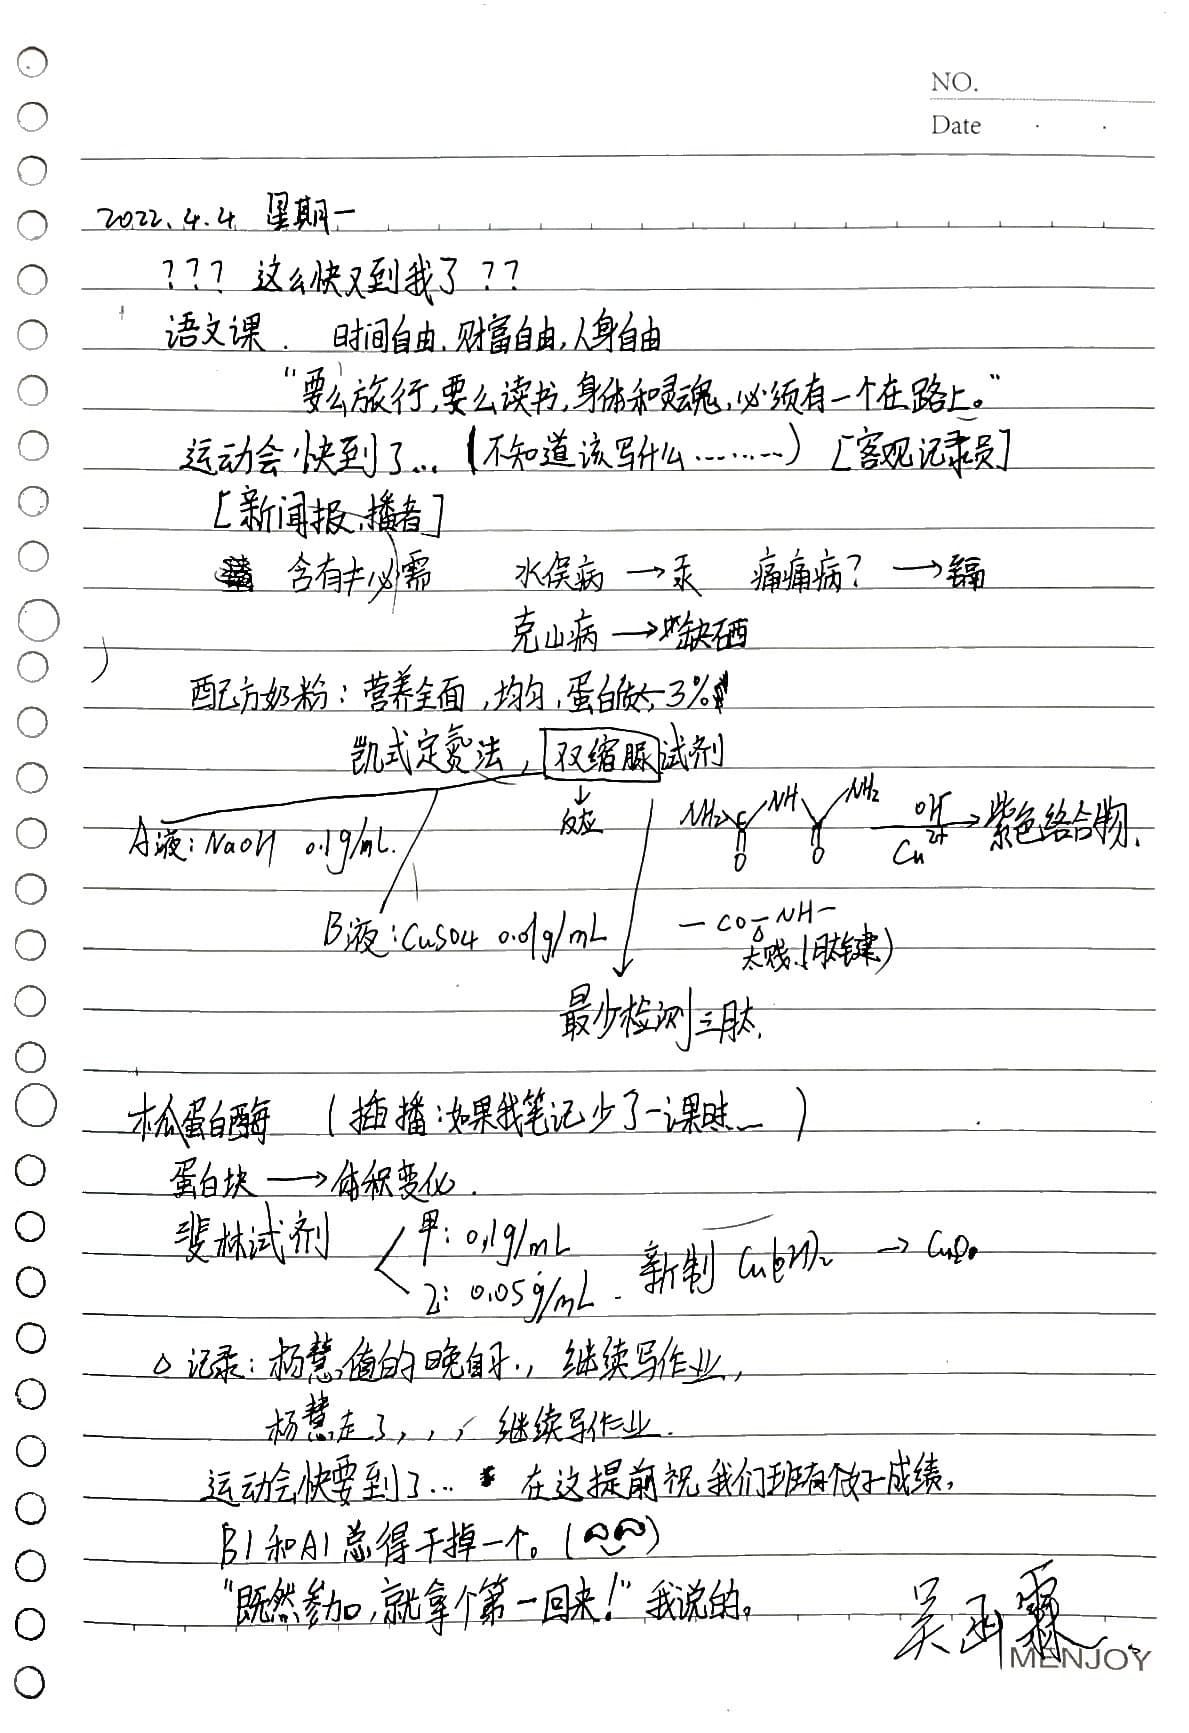 NO.
Date
2022.4.4 星期一
??? 这么快又到我了 ??
语文课. 时间自由,财富自由,人身自由
"要么旅行,要么读书,身体和灵魂,必须有一个在路上。"
运动会快到了...(不知道该写什么........) [客观记录员]
[新闻报播者]
含有非必需 水俣病→汞 痛痛病?→镉
克山病→缺硒
配方奶粉:营养全面,均匀,蛋白质 3%
凯式定氮法,双缩脲试剂
反应
NH2 C NH NH2 OH⁻ Cu2+ →紫色络合物.
O O
A液:NaOH 0.1g/mL.
B液:CuSO4 0.01g/mL
—CO—NH—
太贱.(肽键)
最少检测三肽.
木瓜蛋白酶 (插播:如果我笔记少了一课时...)
蛋白块→体积变化.
斐林试剂 甲:0.1g/mL
乙:0.05g/mL. 新制Cu(OH)2 → Cu2O
△记录:杨慧值的晚自习.,继续写作业,
杨慧走了,,,继续写作业.
运动会快要到了... 在这提前祝我们班有个好成绩,
B1和A1总得干掉一个。
"既然参加,就拿个第一回来!"我说的。
吴函霖
MENJOY